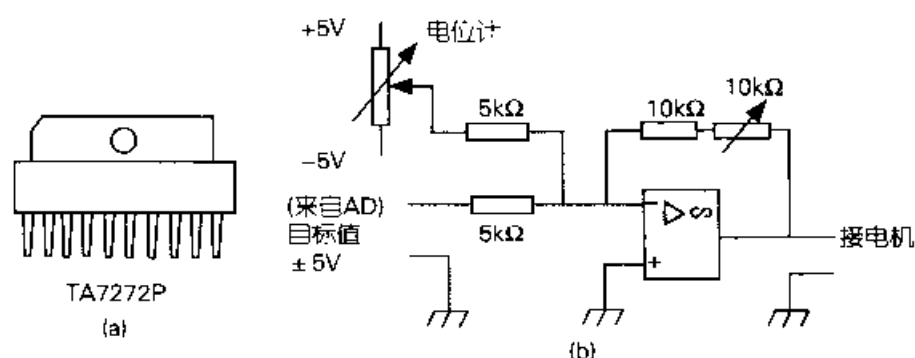 +5V
电位计
5kΩ
10kΩ
10kΩ
-5V
(来自AD)
目标值
±5V
5kΩ
-
+
接电机
TA7272P
(a)
(b)